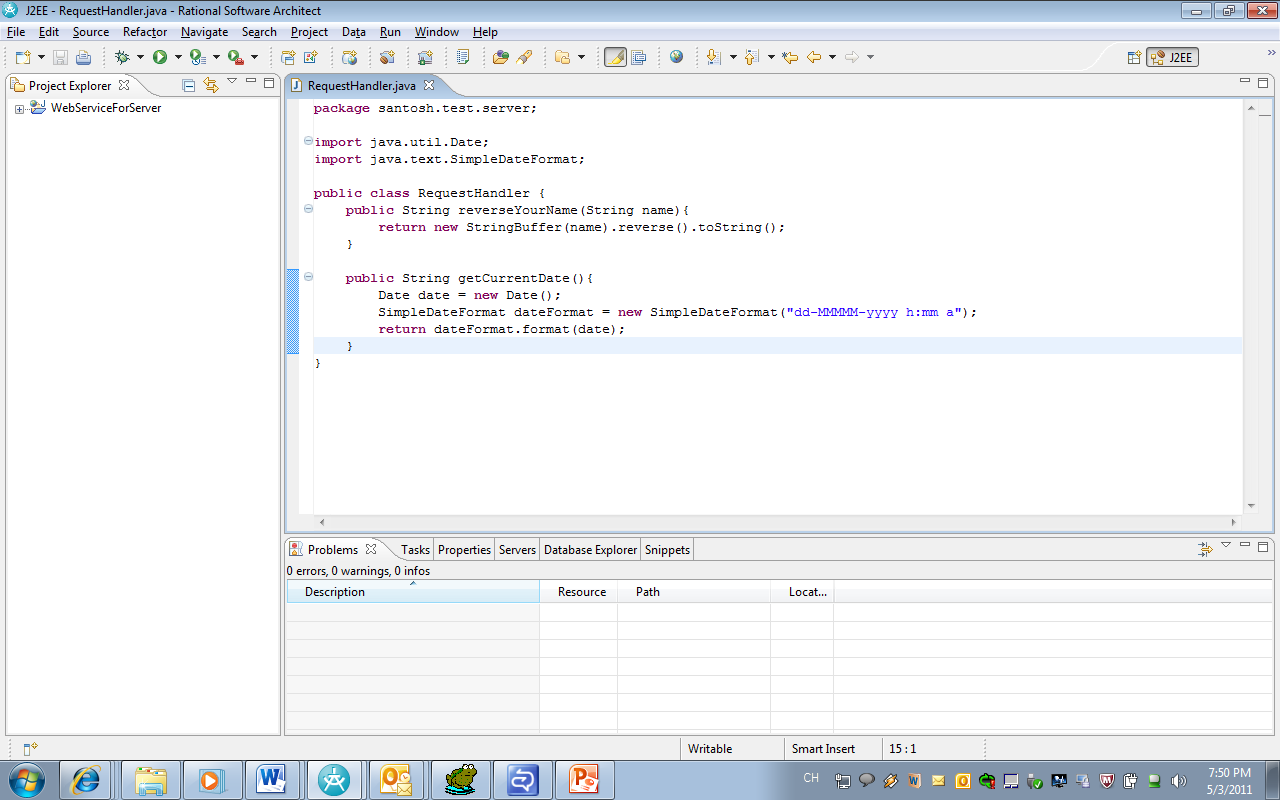 J2EE - RequestHandler.java - Rational Software Architect
File Edit Source Refactor Navigate Search Project Data Run Window Help
J2EE
Project Explorer
WebServiceForServer
RequestHandler.java
package santosh.test.server;
import java.util.Date;
import java.text.SimpleDateFormat;
public class RequestHandler {
public String reverseYourName(String name){
return new StringBuffer(name).reverse().toString();
}
public String getCurrentDate(){
Date date = new Date();
SimpleDateFormat dateFormat = new SimpleDateFormat("dd-MMMMM-yyyy h:mm a");
return dateFormat.format(date);
}
}
Problems Tasks Properties Servers Database Explorer Snippets
0 errors, 0 warnings, 0 infos
Description Resource Path Locat...
Writable Smart Insert 15 : 1
CH
7:50 PM
5/3/2011